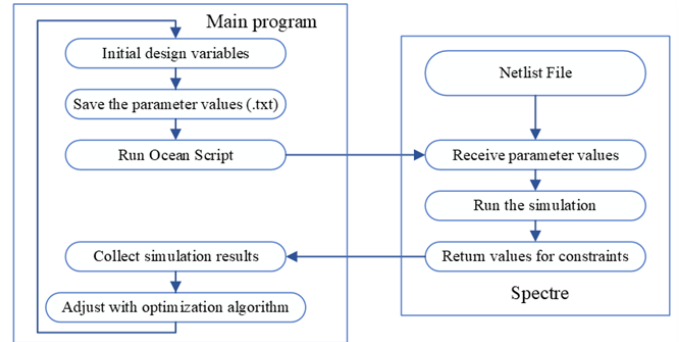 Main program
Initial design variables
Save the parameter values (.txt)
Run Ocean Script
Collect simulation results
Adjust with optimization algorithm
Netlist File
Receive parameter values
Run the simulation
Return values for constraints
Spectre